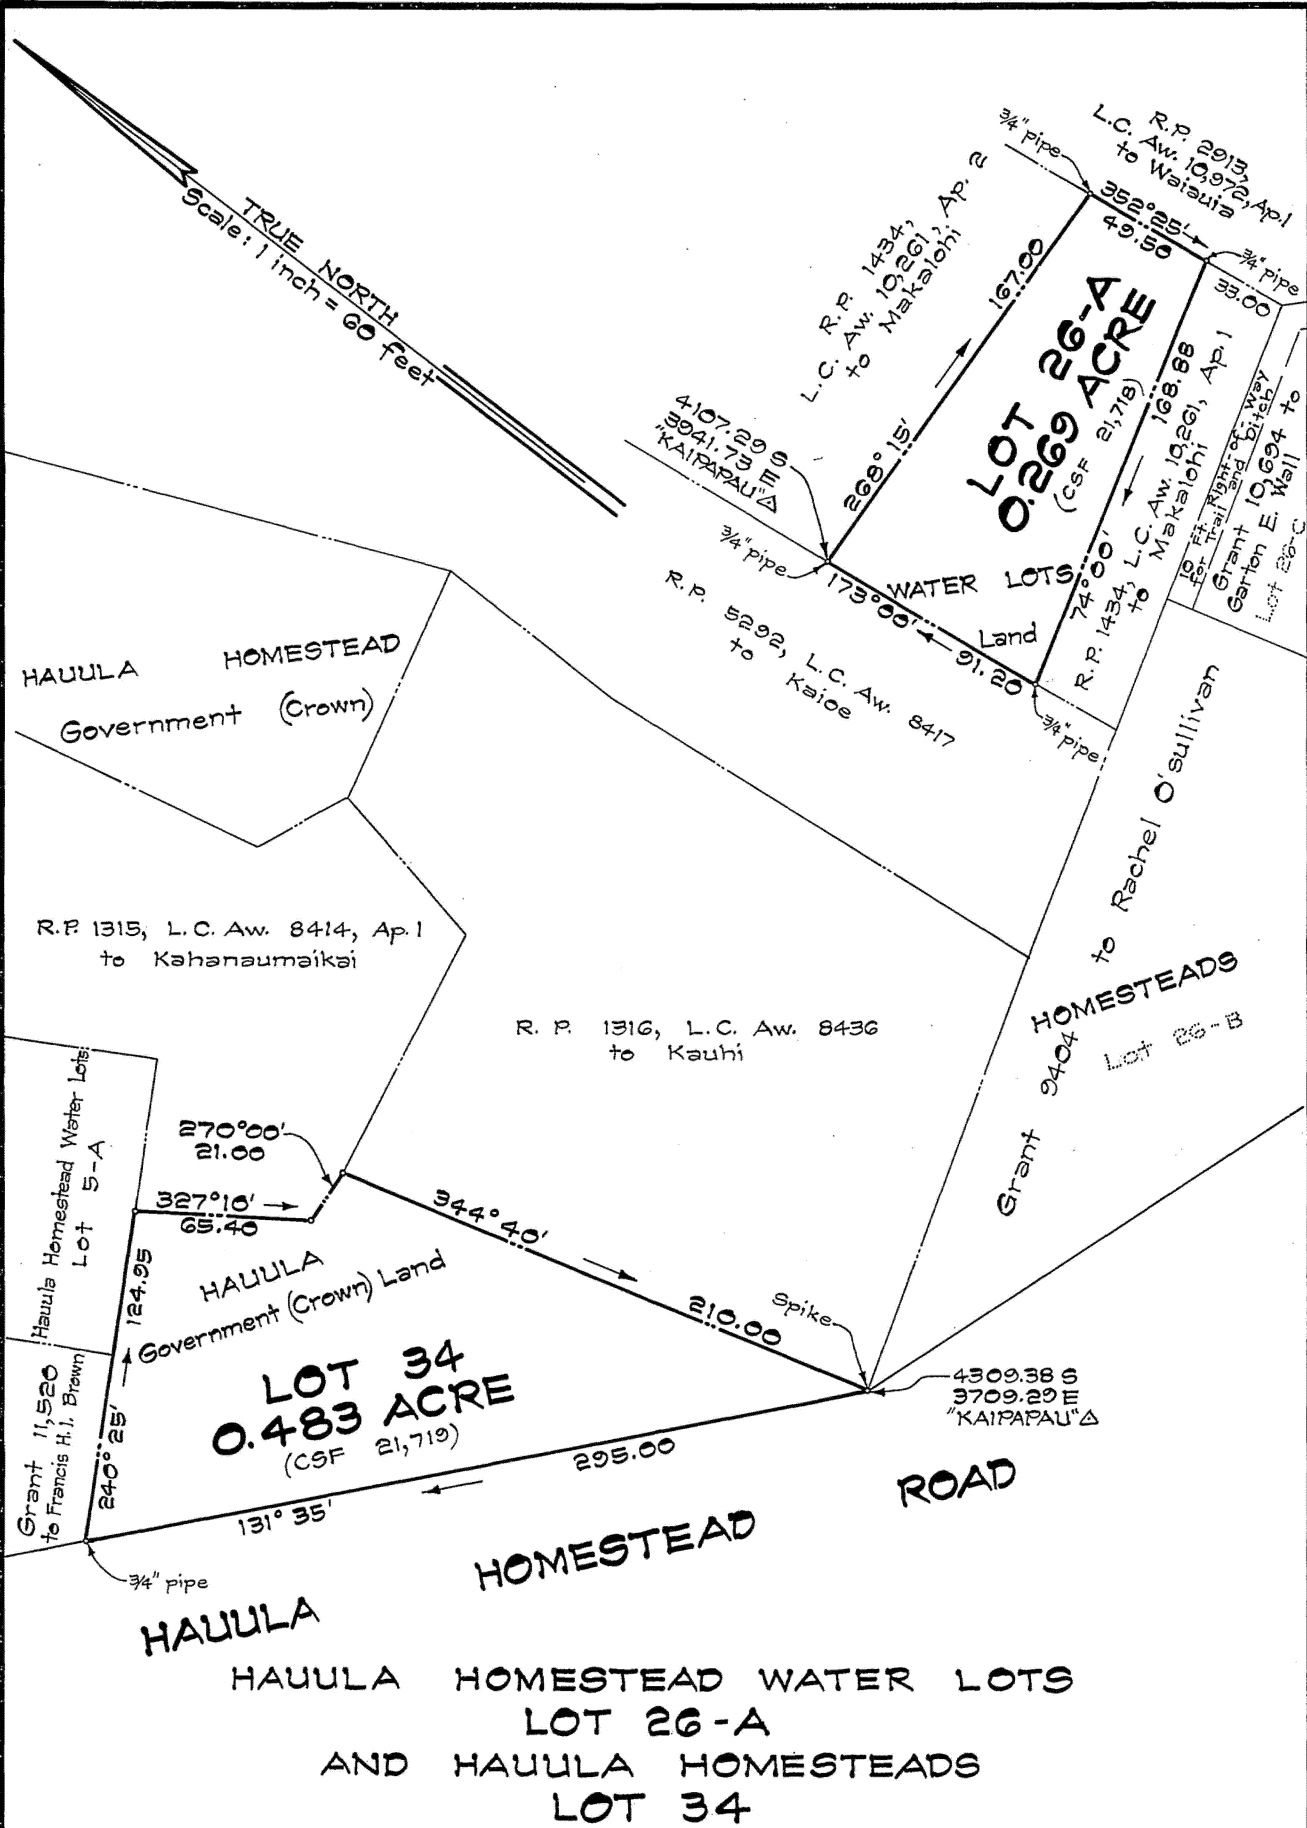 TRUE NORTH
Scale: 1 inch = 60 feet
3/4" pipe
R.P. 2913,
L.C. Aw. 10,972, Ap.1
to Waiauia
352°25'
49.50
3/4" pipe
33.00
R.P. 1434,
L.C. Aw. 10,261, Ap. 2
to Makalohi
167.00
268° 15'
LOT 26-A
0.269 ACRE
(CSF 21,718)
168.88
74°00'
R.P. 1434, L.C. Aw. 10,261, Ap. 1
to Makalohi
10 Ft. Right-of-Way
for Trail and Ditch
Grant 10,694 to
Garton E. Wall
Lot 26-C
4107.29 S
3941.73 E
"KAIPAPAU"△
3/4" pipe
173°00'
91.20
WATER LOTS
Land
3/4" pipe
R.P. 5292, L.C. Aw. 8417
to Kaioe
HAUULA HOMESTEAD
Government (Crown)
R.P. 1315, L.C. Aw. 8414, Ap. 1
to Kahanaumaikai
R. P. 1316, L.C. Aw. 8436
to Kauhi
Grant 9404 to Rachel O'sullivan
HOMESTEADS
Lot 26-B
Hauula Homestead Water Lots
Lot 5-A
Grant 11,520
to Francis H.I. Brown
270°00'
21.00
327°10'
65.40
124.95
240°25'
344°40'
210.00
Spike
HAUULA
Government (Crown) Land
LOT 34
0.483 ACRE
(CSF 21,719)
4309.38 S
3709.29 E
"KAIPAPAU"△
295.00
131° 35'
3/4" pipe
HAUULA HOMESTEAD ROAD
HAUULA HOMESTEAD WATER LOTS
LOT 26-A
AND HAUULA HOMESTEADS
LOT 34